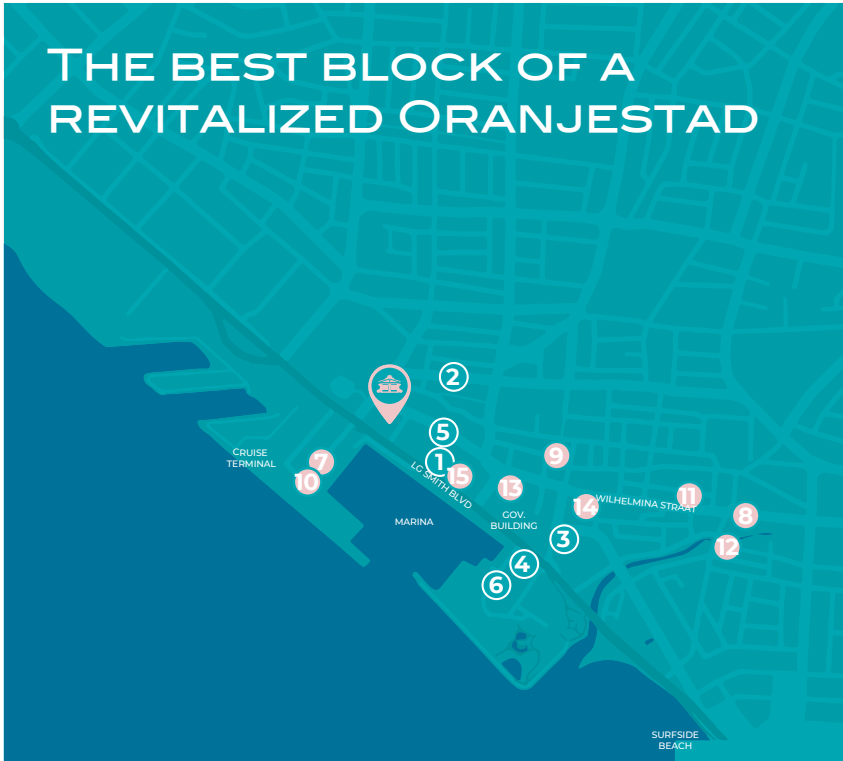 THE BEST BLOCK OF A
REVITALIZED ORANJESTAD
2
5
1
15
LG SMITH BLVD
CRUISE
TERMINAL
7
10
9
13
11
14
WILHELMINA STRAAT
8
GOV.
BUILDING
MARINA
3
12
4
6
SURFSIDE
BEACH